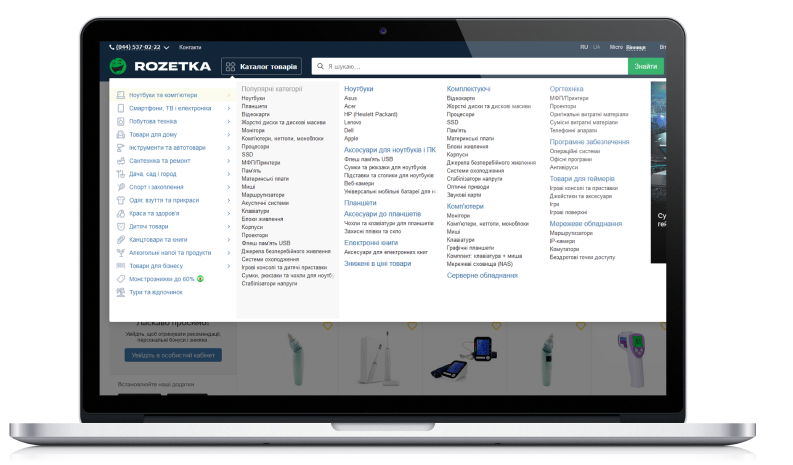 (044) 537-02-22 Контакти
RU UA Місто Вінниця
ROZETKA
Каталог товарів
Я шукаю...
Знайти
Ноутбуки та комп'ютери
Смартфони, ТВ і електроніка
Побутова техніка
Товари для дому
Інструменти та автотовари
Сантехніка та ремонт
Дача, сад і город
Спорт і захоплення
Одяг, взуття та прикраси
Краса та здоров'я
Дитячі товари
Канцтовари та книги
Алкогольні напої та продукти
Товари для бізнесу
Монстрознижки до 60%
Тури та відпочинок
Популярні категорії
Ноутбуки
Планшети
Відеокарти
Жорсткі диски та дискові масиви
Монітори
Комп'ютери, неттопи, моноблоки
Процесори
SSD
МФП/Принтери
Пам'ять
Материнські плати
Миші
Маршрутизатори
Акустичні системи
Клавіатури
Блоки живлення
Корпуси
Проектори
Флеш пам'ять USB
Джерела безперебійного живлення
Системи охолодження
Ігрові консолі та дитячі приставки
Сумки, рюкзаки та чохли для ноутб
Стабілізатори напруги
Ноутбуки
Asus
Acer
HP (Hewlett Packard)
Lenovo
Dell
Apple
Аксесуари для ноутбуків і ПК
Флеш пам'ять USB
Сумки та рюкзаки для ноутбуків
Підставки та столики для ноутбуків
Веб-камери
Універсальні мобільні батареї для н
Планшети
Аксесуари до планшетів
Чохли та клавіатури для планшетів
Захисні плівки та скло
Електронні книги
Аксесуари для електронних книг
Знижене в ціні товари
Комплектуючі
Відеокарти
Жорсткі диски та дискові масиви
Процесори
SSD
Пам'ять
Материнські плати
Блоки живлення
Корпуси
Джерела безперебійного живлення
Системи охолодження
Стабілізатори напруги
Оптичні приводи
Звукові карти
Комп'ютери
Монітори
Комп'ютери, неттопи, моноблоки
Миші
Клавіатури
Графічні планшети
Комплект: клавіатура + миша
Мережеві сховища (NAS)
Серверне обладнання
Оргтехніка
МФП/Принтери
Проектори
Оригінальні витратні матеріали
Сумісні витратні матеріали
Телефонні апарати
Програмне забезпечення
Операційні системи
Офісні програми
Антивіруси
Товари для геймерів
Ігрові консолі та приставки
Джойстики та аксесуари
Ігри
Ігрові поверхні
Мережеве обладнання
Маршрутизатори
IP-камери
Комутатори
Бездротові точки доступу
Ласкаво просимо!
Увійдіть, щоб отримувати рекомендації,
персональні бонуси і знижки.
Увійдіть в особистий кабінет
Встановлюйте наші додатки